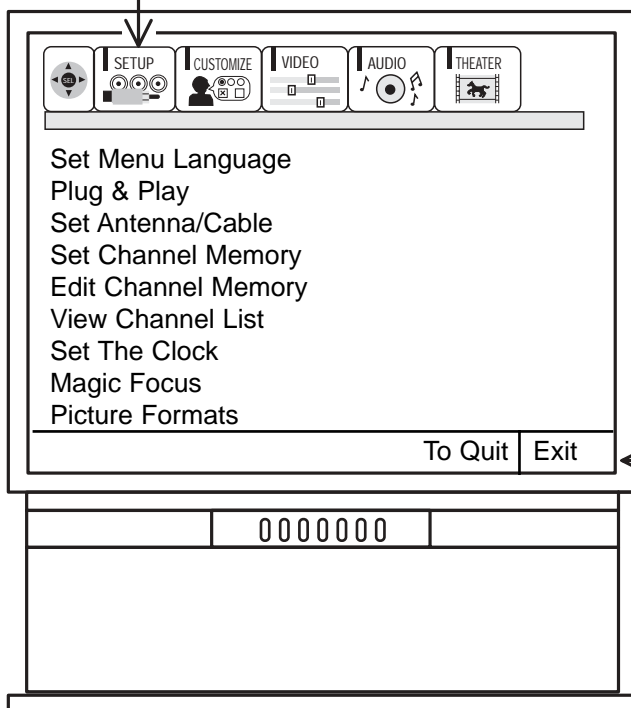 SEL SETUP CUSTOMIZE VIDEO AUDIO THEATER
Set Menu Language
Plug & Play
Set Antenna/Cable
Set Channel Memory
Edit Channel Memory
View Channel List
Set The Clock
Magic Focus
Picture Formats
To Quit Exit